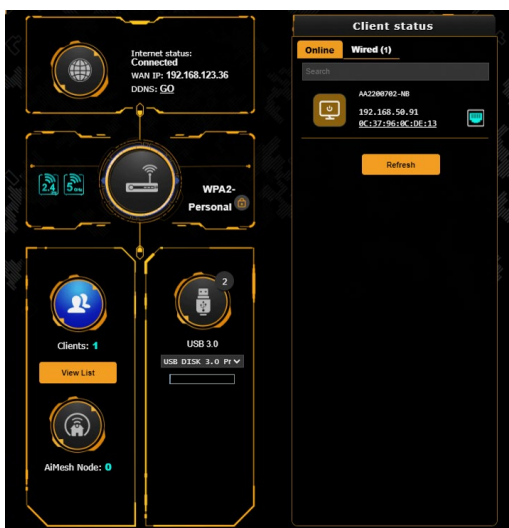 Internet status:
Connected
WAN IP: 192.168.123.36
DDNS: GO
2.4
5 GHz
WPA2-
Personal
Clients: 1
View List
AiMesh Node: 0
2
USB 3.0
USB DISK 3.0 Pr
Client status
Online
Wired (1)
Search
AA2200702-NB
192.168.50.91
0C:37:96:0C:DE:13
Refresh